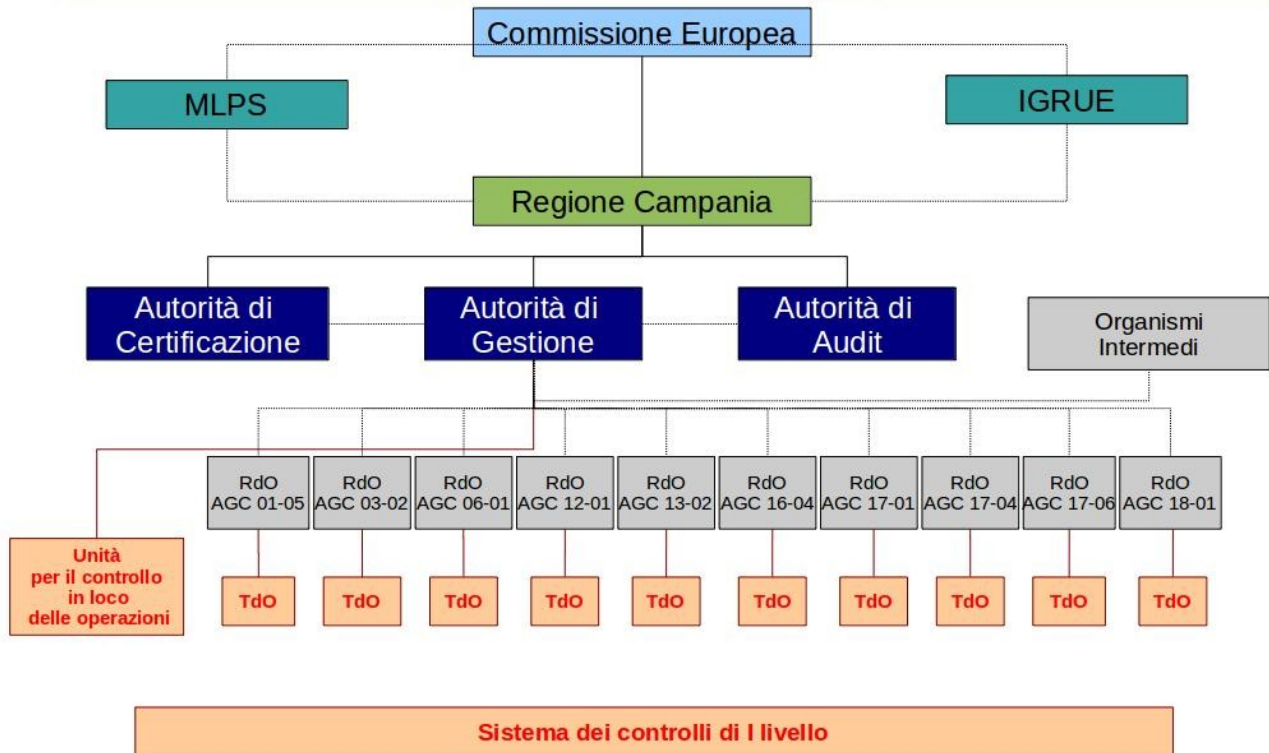 Commissione Europea
MLPS
IGRUE
Regione Campania
Autorità di
Certificazione
Autorità di
Gestione
Autorità di
Audit
Organismi
Intermedi
RdO
AGC 01-05
RdO
AGC 03-02
RdO
AGC 06-01
RdO
AGC 12-01
RdO
AGC 13-02
RdO
AGC 16-04
RdO
AGC 17-01
RdO
AGC 17-04
RdO
AGC 17-06
RdO
AGC 18-01
Unità
per il controllo
in loco
delle operazioni
TdO
TdO
TdO
TdO
TdO
TdO
TdO
TdO
TdO
TdO
Sistema dei controlli di I livello